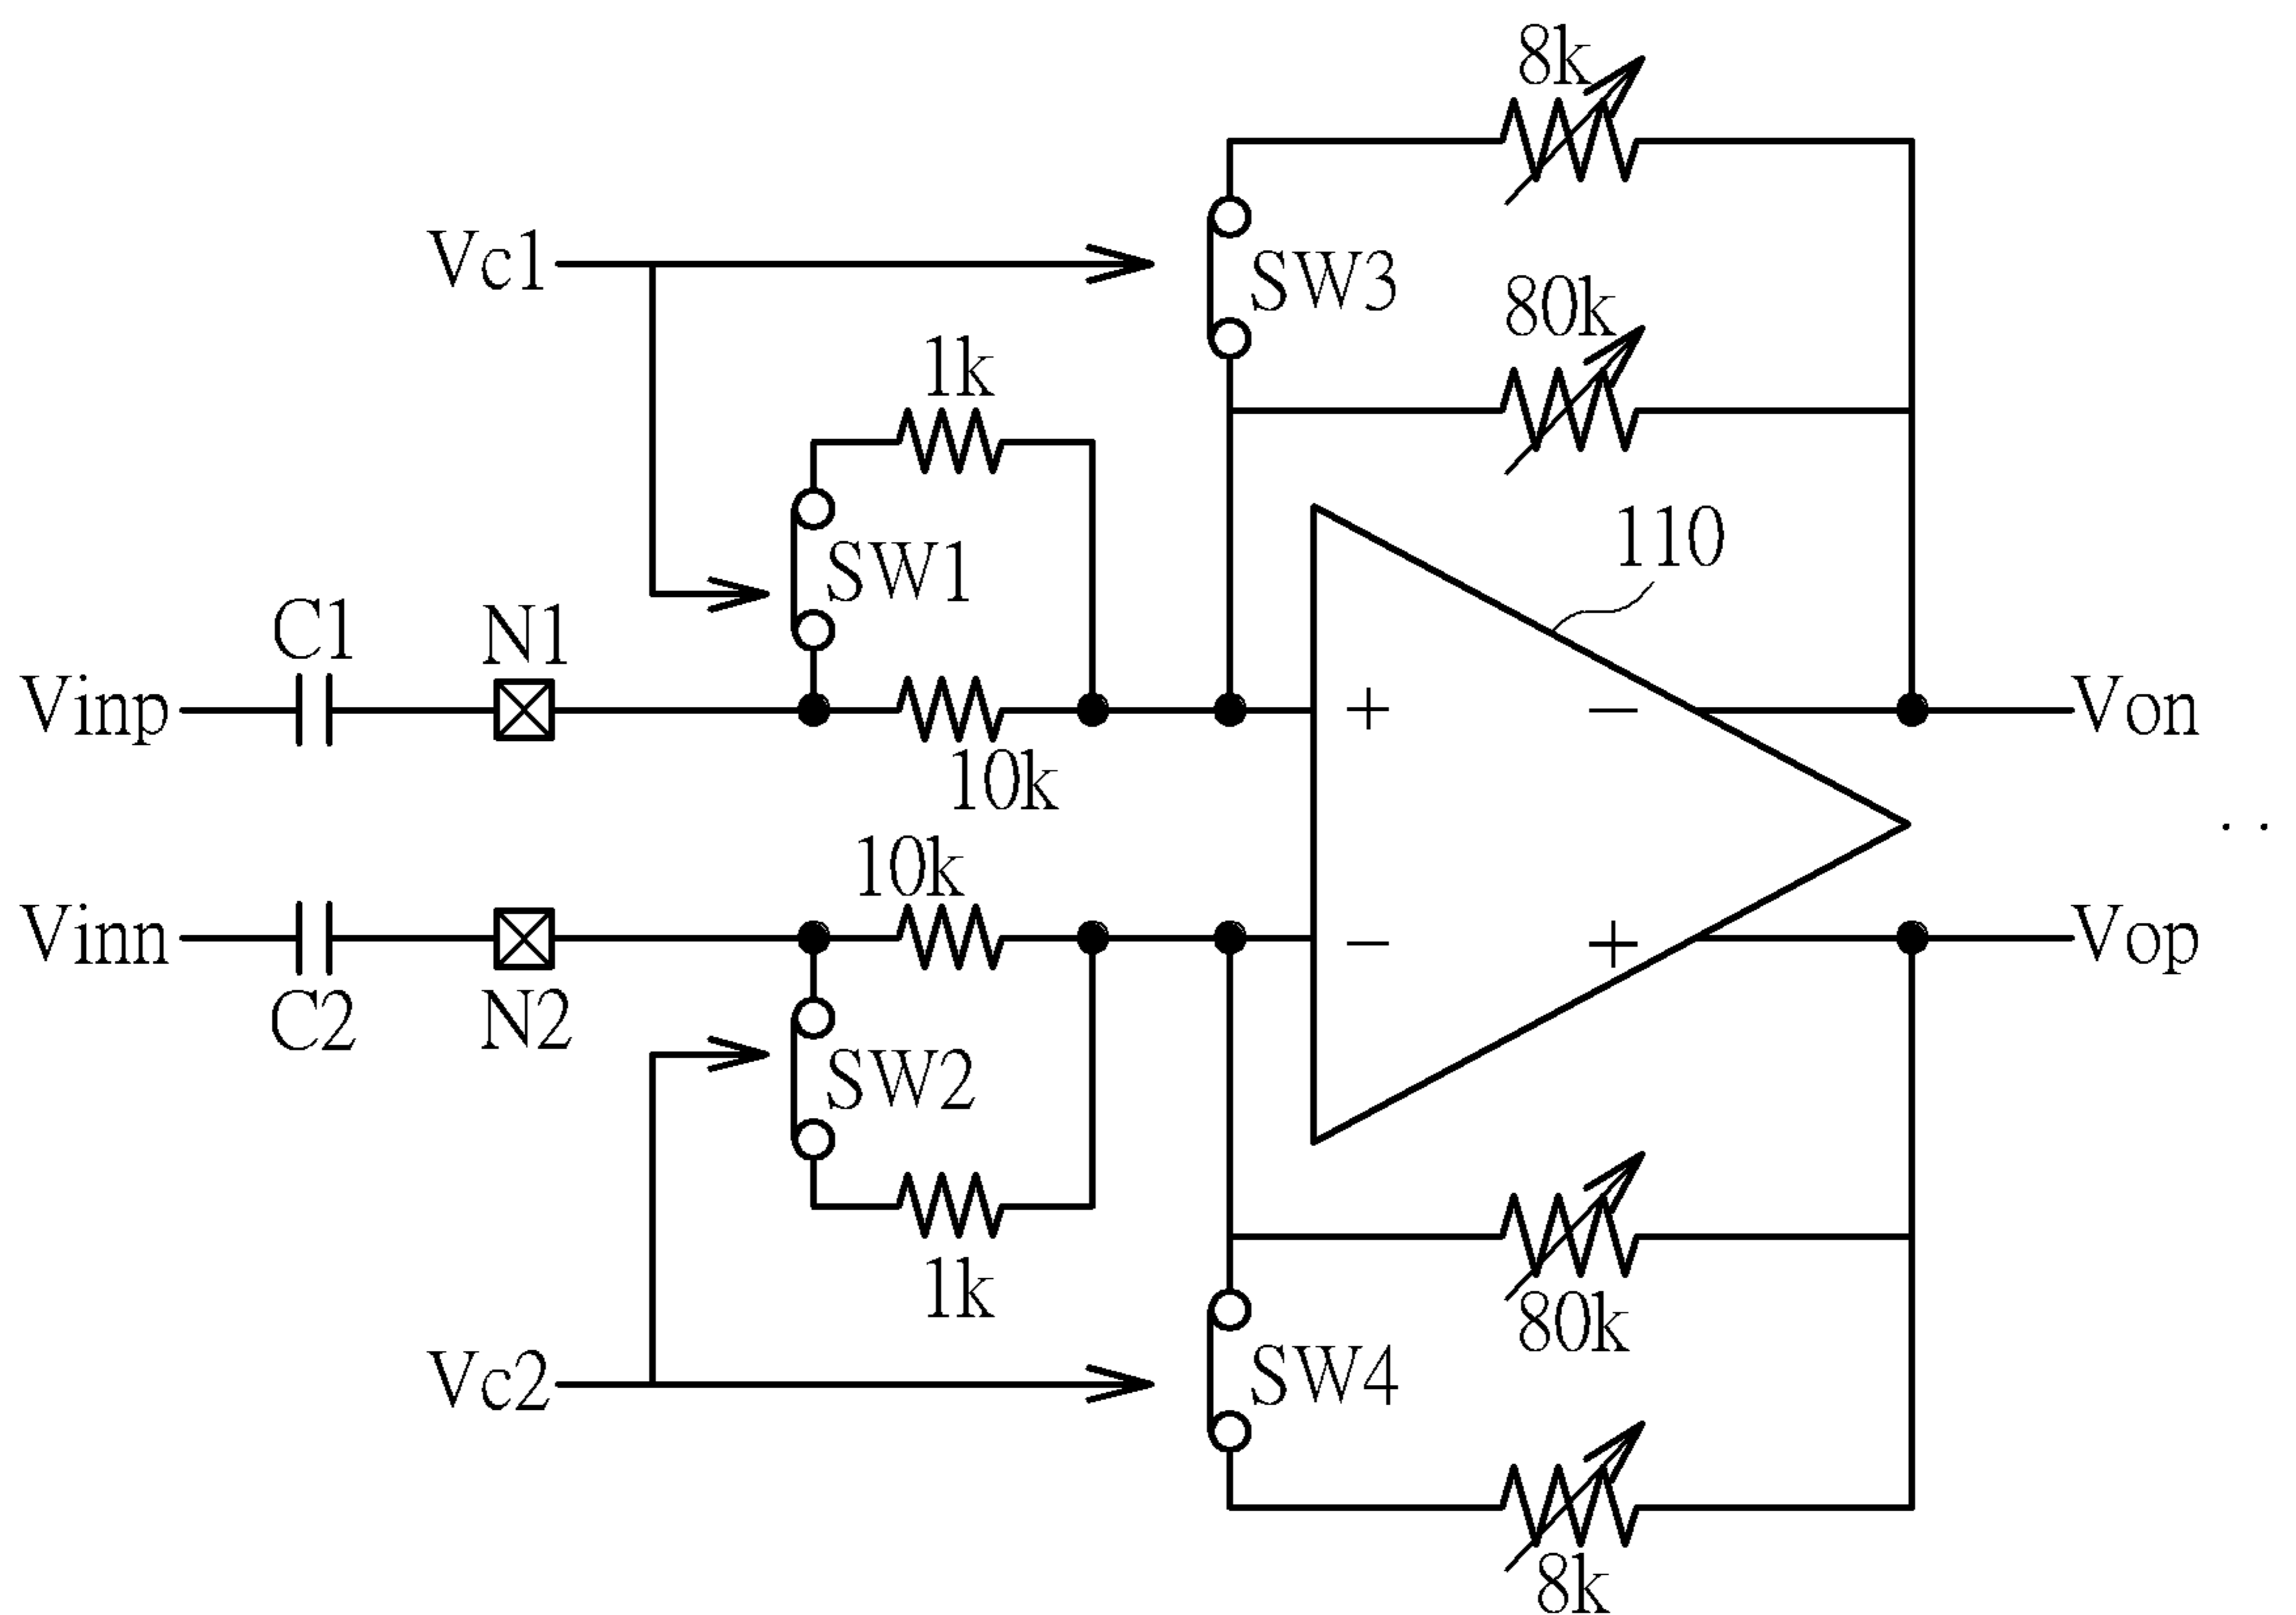 8k
Vc1
SW3
80k
1k
110
SW1
C1
N1
Vinp
+
−
Von
10k
. .
10k
Vinn
−
+
Vop
C2
N2
SW2
1k
80k
Vc2
SW4
8k